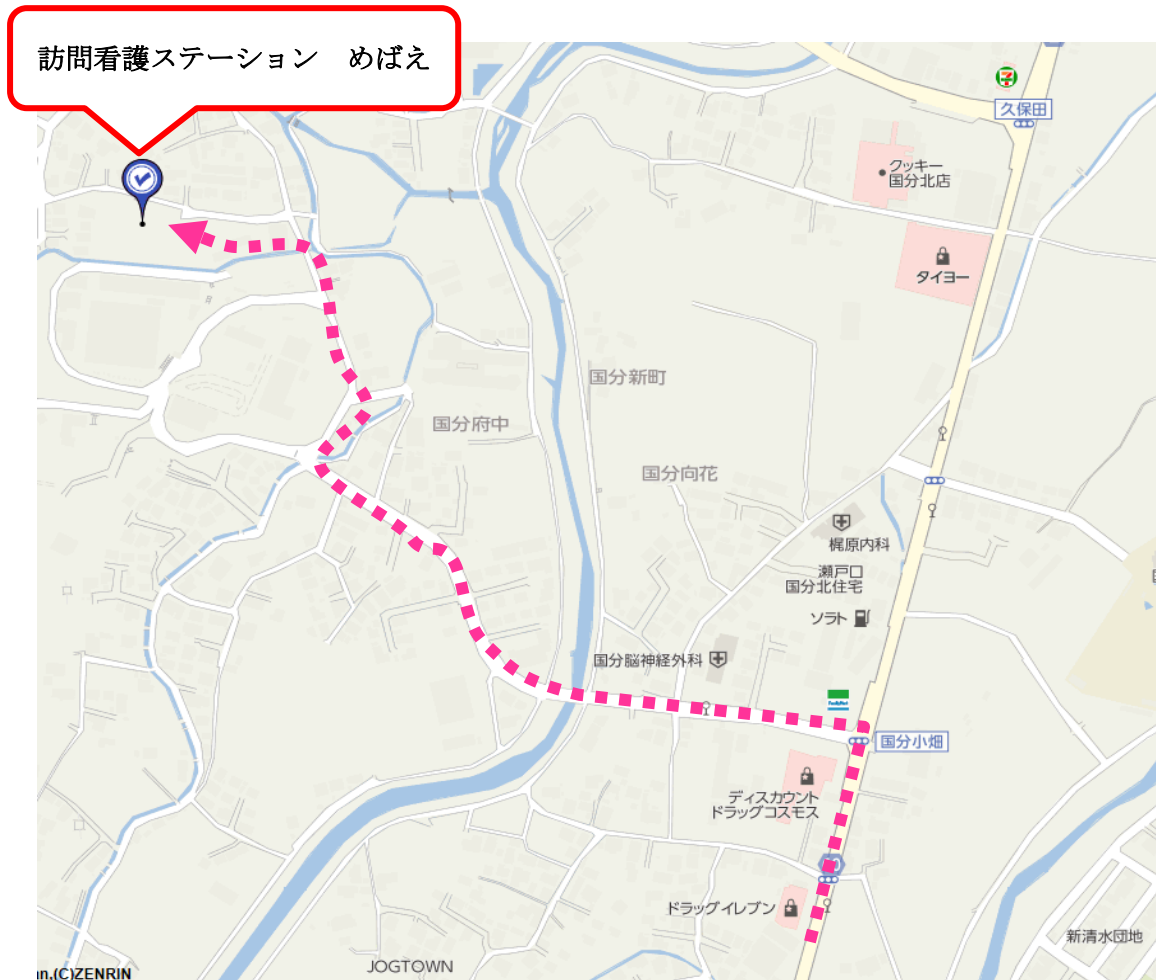 訪問看護ステーション　めばえ
久保田
クッキー
国分北店
タイヨー
国分新町
国分府中
国分向花
梶原内科
瀬戸口
国分北住宅
ソラト
国分脳神経外科
FamilyMart
国分小畑
ディスカウント
ドラッグコスモス
ドラッグイレブン
新清水団地
JOGTOWN
n,(C)ZENRIN